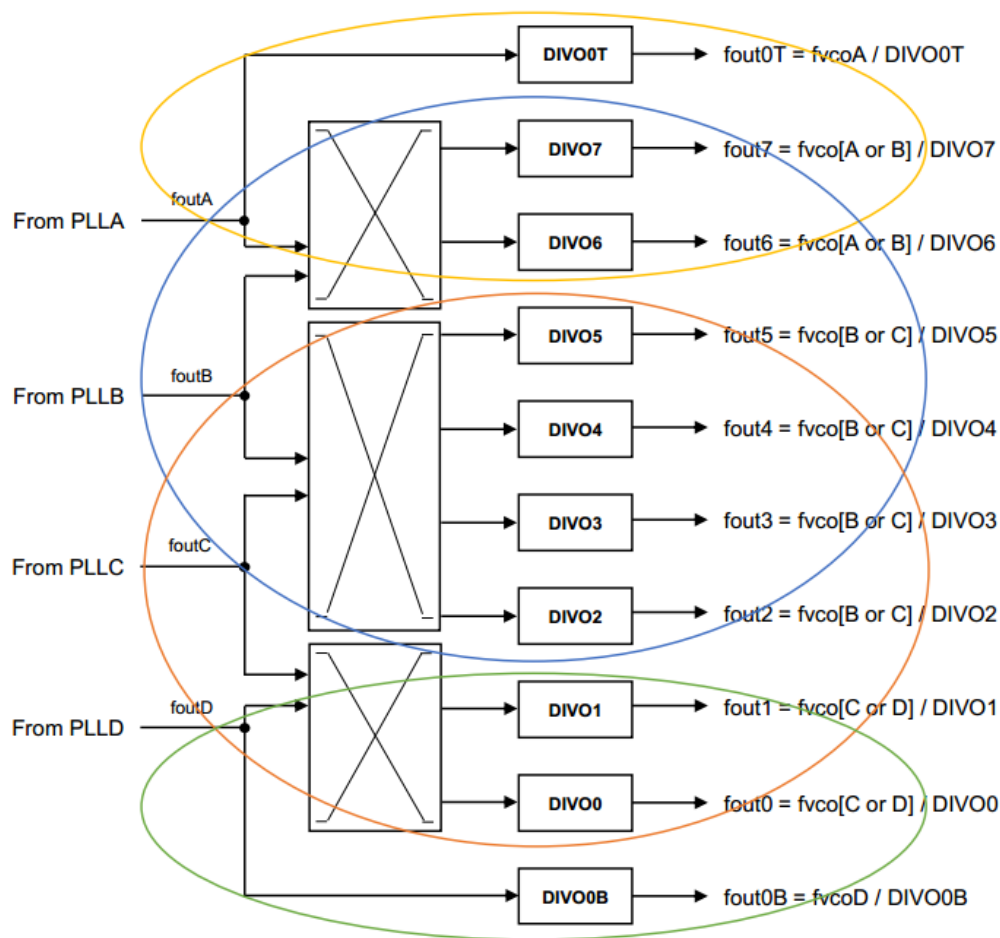 DIVO0T
fout0T = fvcoA / DIVO0T
DIVO7
fout7 = fvco[A or B] / DIVO7
foutA
From PLLA
DIVO6
fout6 = fvco[A or B] / DIVO6
DIVO5
fout5 = fvco[B or C] / DIVO5
foutB
From PLLB
DIVO4
fout4 = fvco[B or C] / DIVO4
DIVO3
fout3 = fvco[B or C] / DIVO3
foutC
From PLLC
DIVO2
fout2 = fvco[B or C] / DIVO2
foutD
From PLLD
DIVO1
fout1 = fvco[C or D] / DIVO1
DIVO0
fout0 = fvco[C or D] / DIVO0
DIVO0B
fout0B = fvcoD / DIVO0B